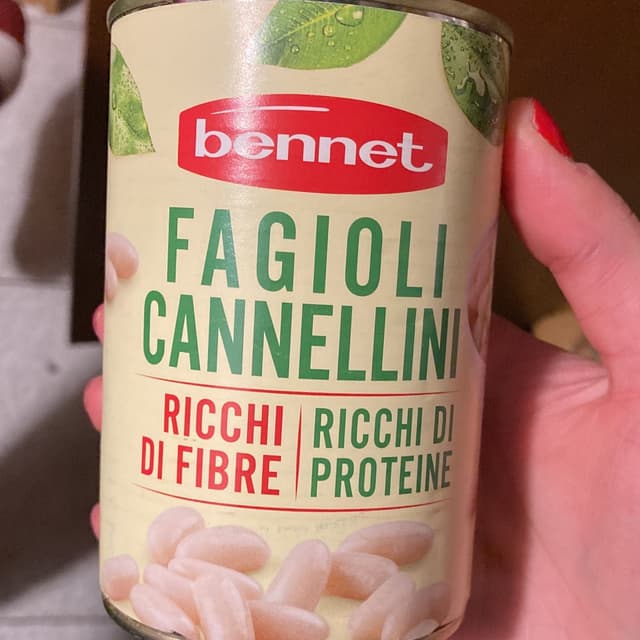 bennet
FAGIOLI
CANNELLINI
RICCHI
DI FIBRE
RICCHI DI
PROTEINE